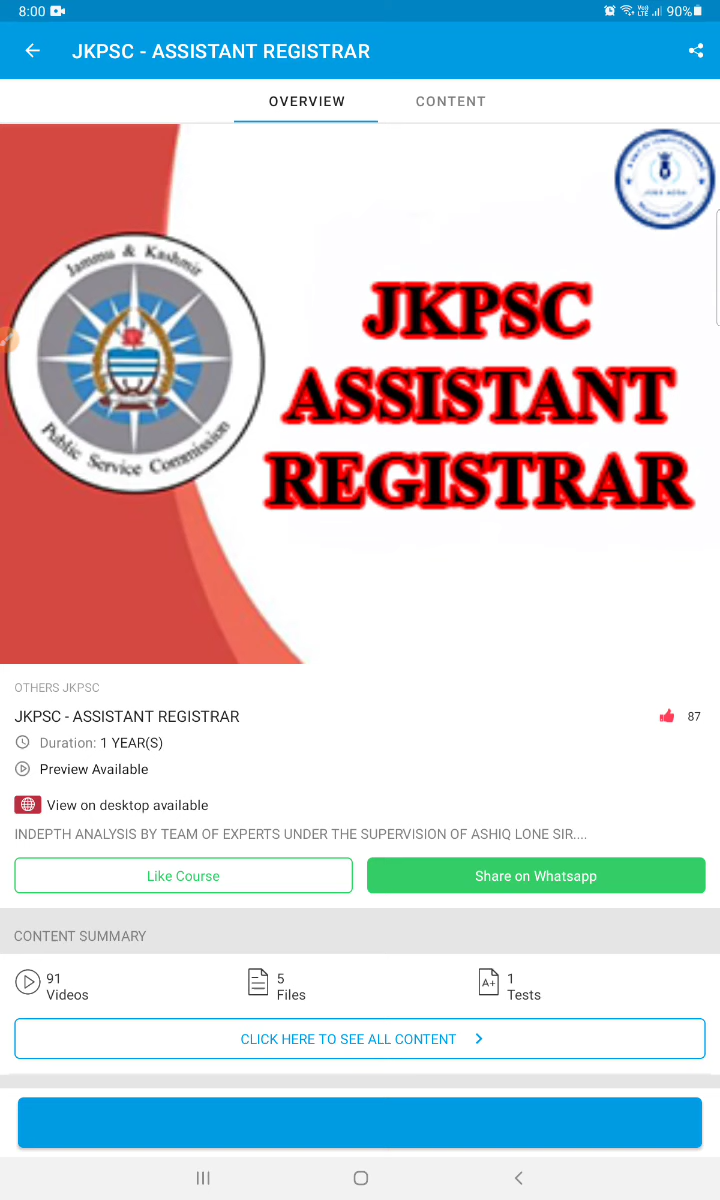 8:00
Vo) LTE 90%
JKPSC - ASSISTANT REGISTRAR
OVERVIEW CONTENT
Jammu & Kashmir
Public Service Commission
JKPSC
ASSISTANT
REGISTRAR
OTHERS JKPSC
JKPSC - ASSISTANT REGISTRAR 87
Duration: 1 YEAR(S)
Preview Available
View on desktop available
INDEPTH ANALYSIS BY TEAM OF EXPERTS UNDER THE SUPERVISION OF ASHIQ LONE SIR....
Like Course Share on Whatsapp
CONTENT SUMMARY
91 5 A+ 1
Videos Files Tests
CLICK HERE TO SEE ALL CONTENT